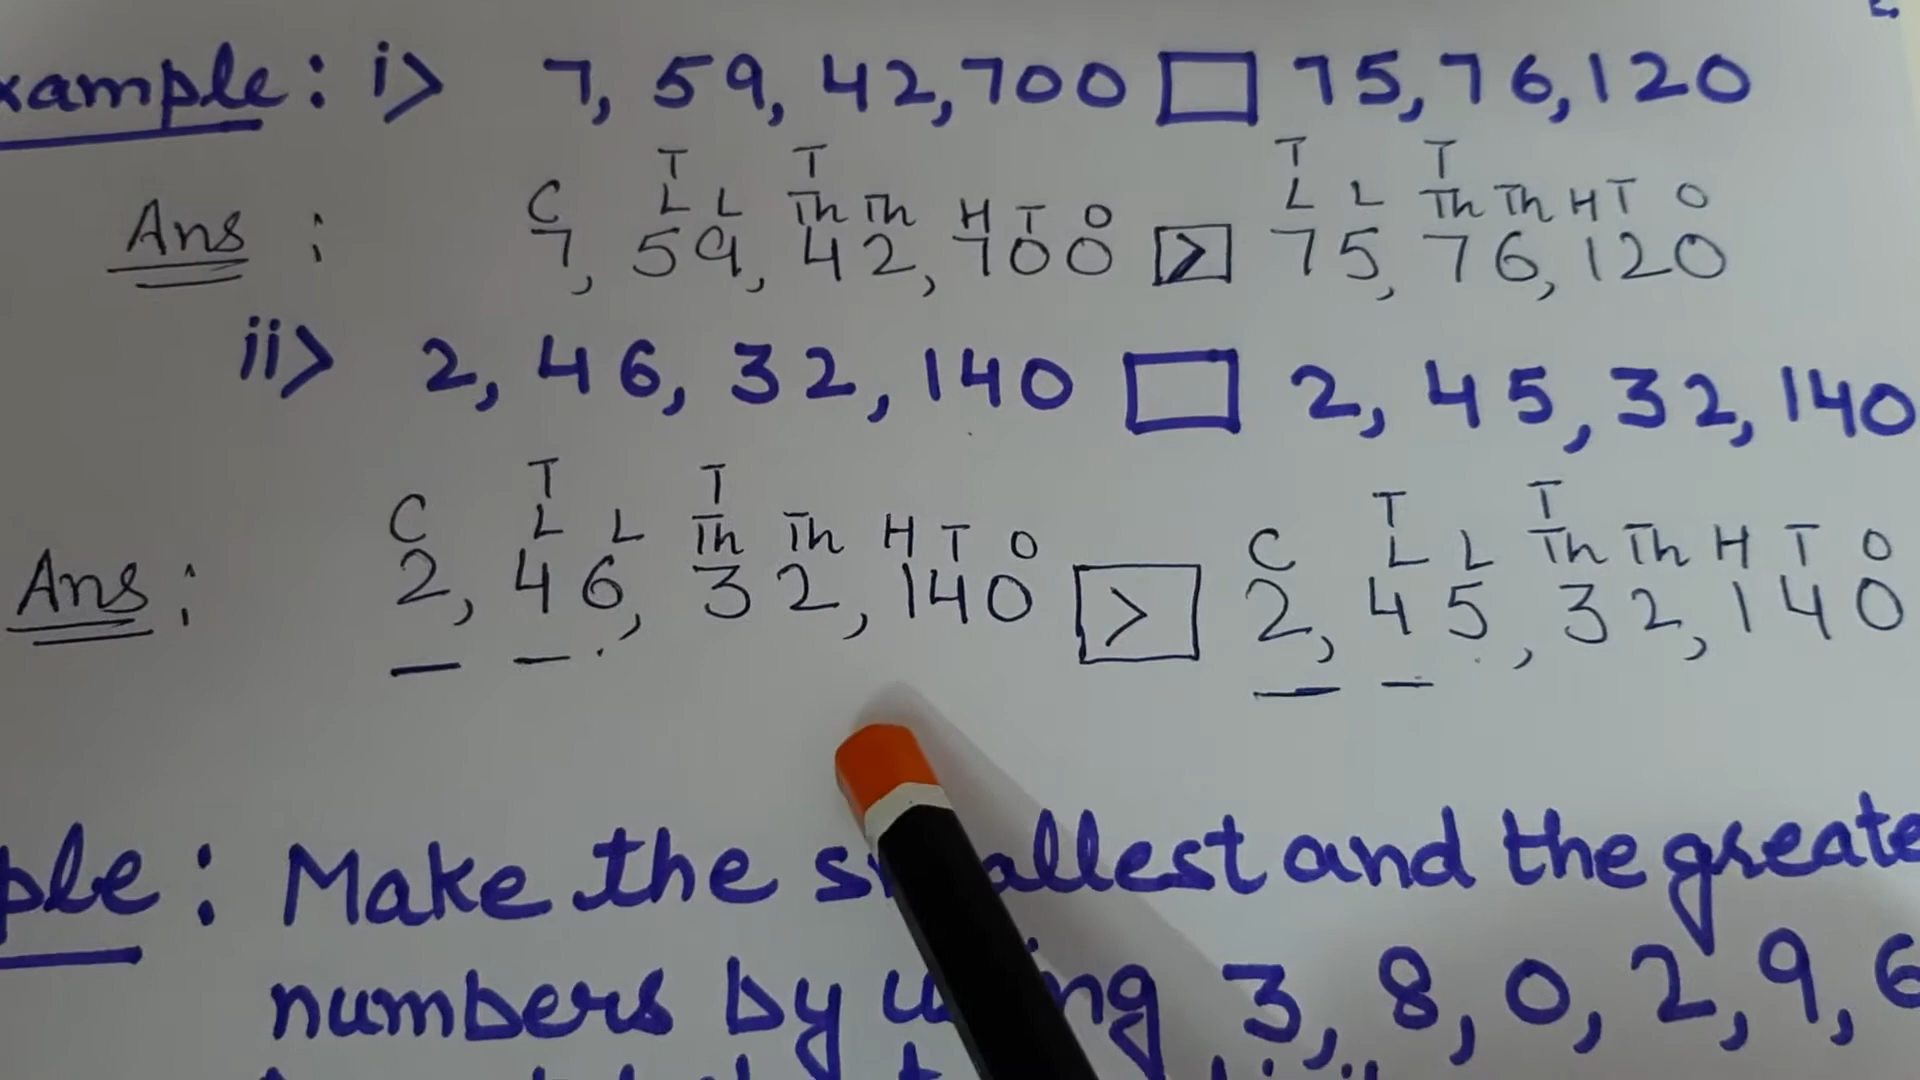 xample: i> 7,59,42,700 □ 75,76,120
T T T T
C L L Th Th H T O L L Th Th H T O
Ans : 7,59,42,700 > 75,76,120
ii> 2,46,32,140 □ 2,45,32,140
T T T T
C L L Th Th H T O C L L Th Th H T O
Ans : 2,46,32,140 > 2,45,32,140
ple : Make the smallest and the greate
numbers by using 3, 8, 0, 2, 9, 6